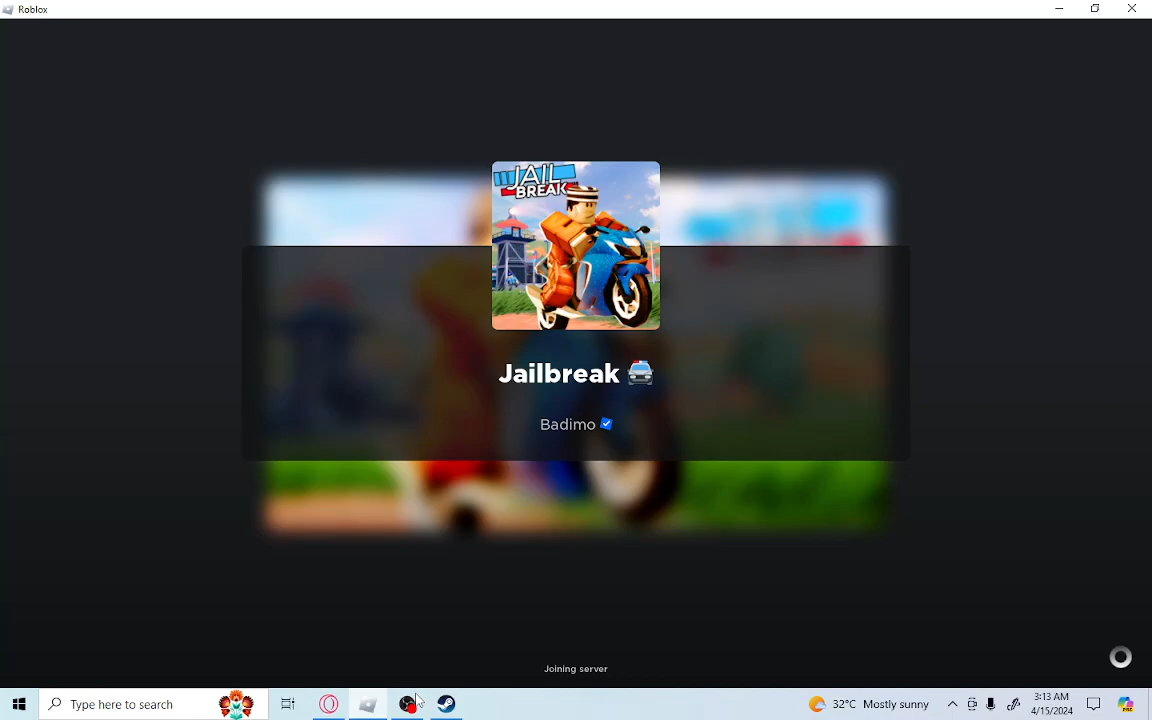 Roblox
JAIL
BREAK
Jailbreak 🚔
Badimo
Joining server
Type here to search
32°C Mostly sunny
3:13 AM
4/15/2024
PRE